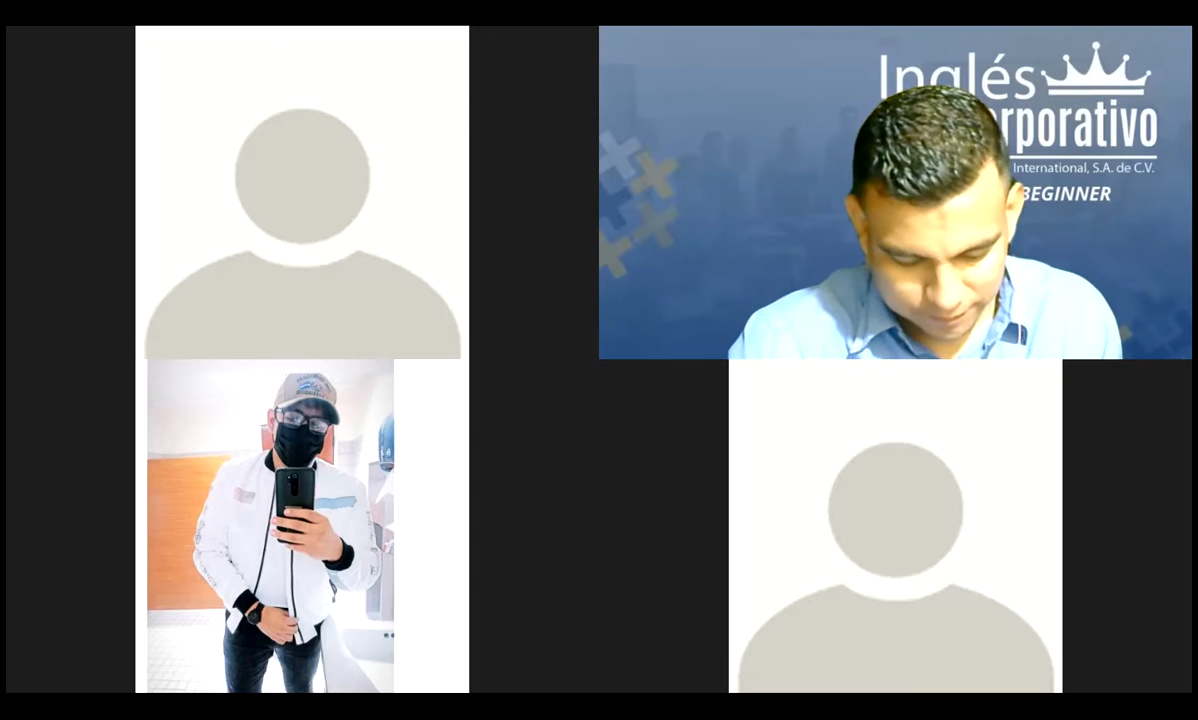 Inglés
rporativo
International, S.A. de C.V.
BEGINNER